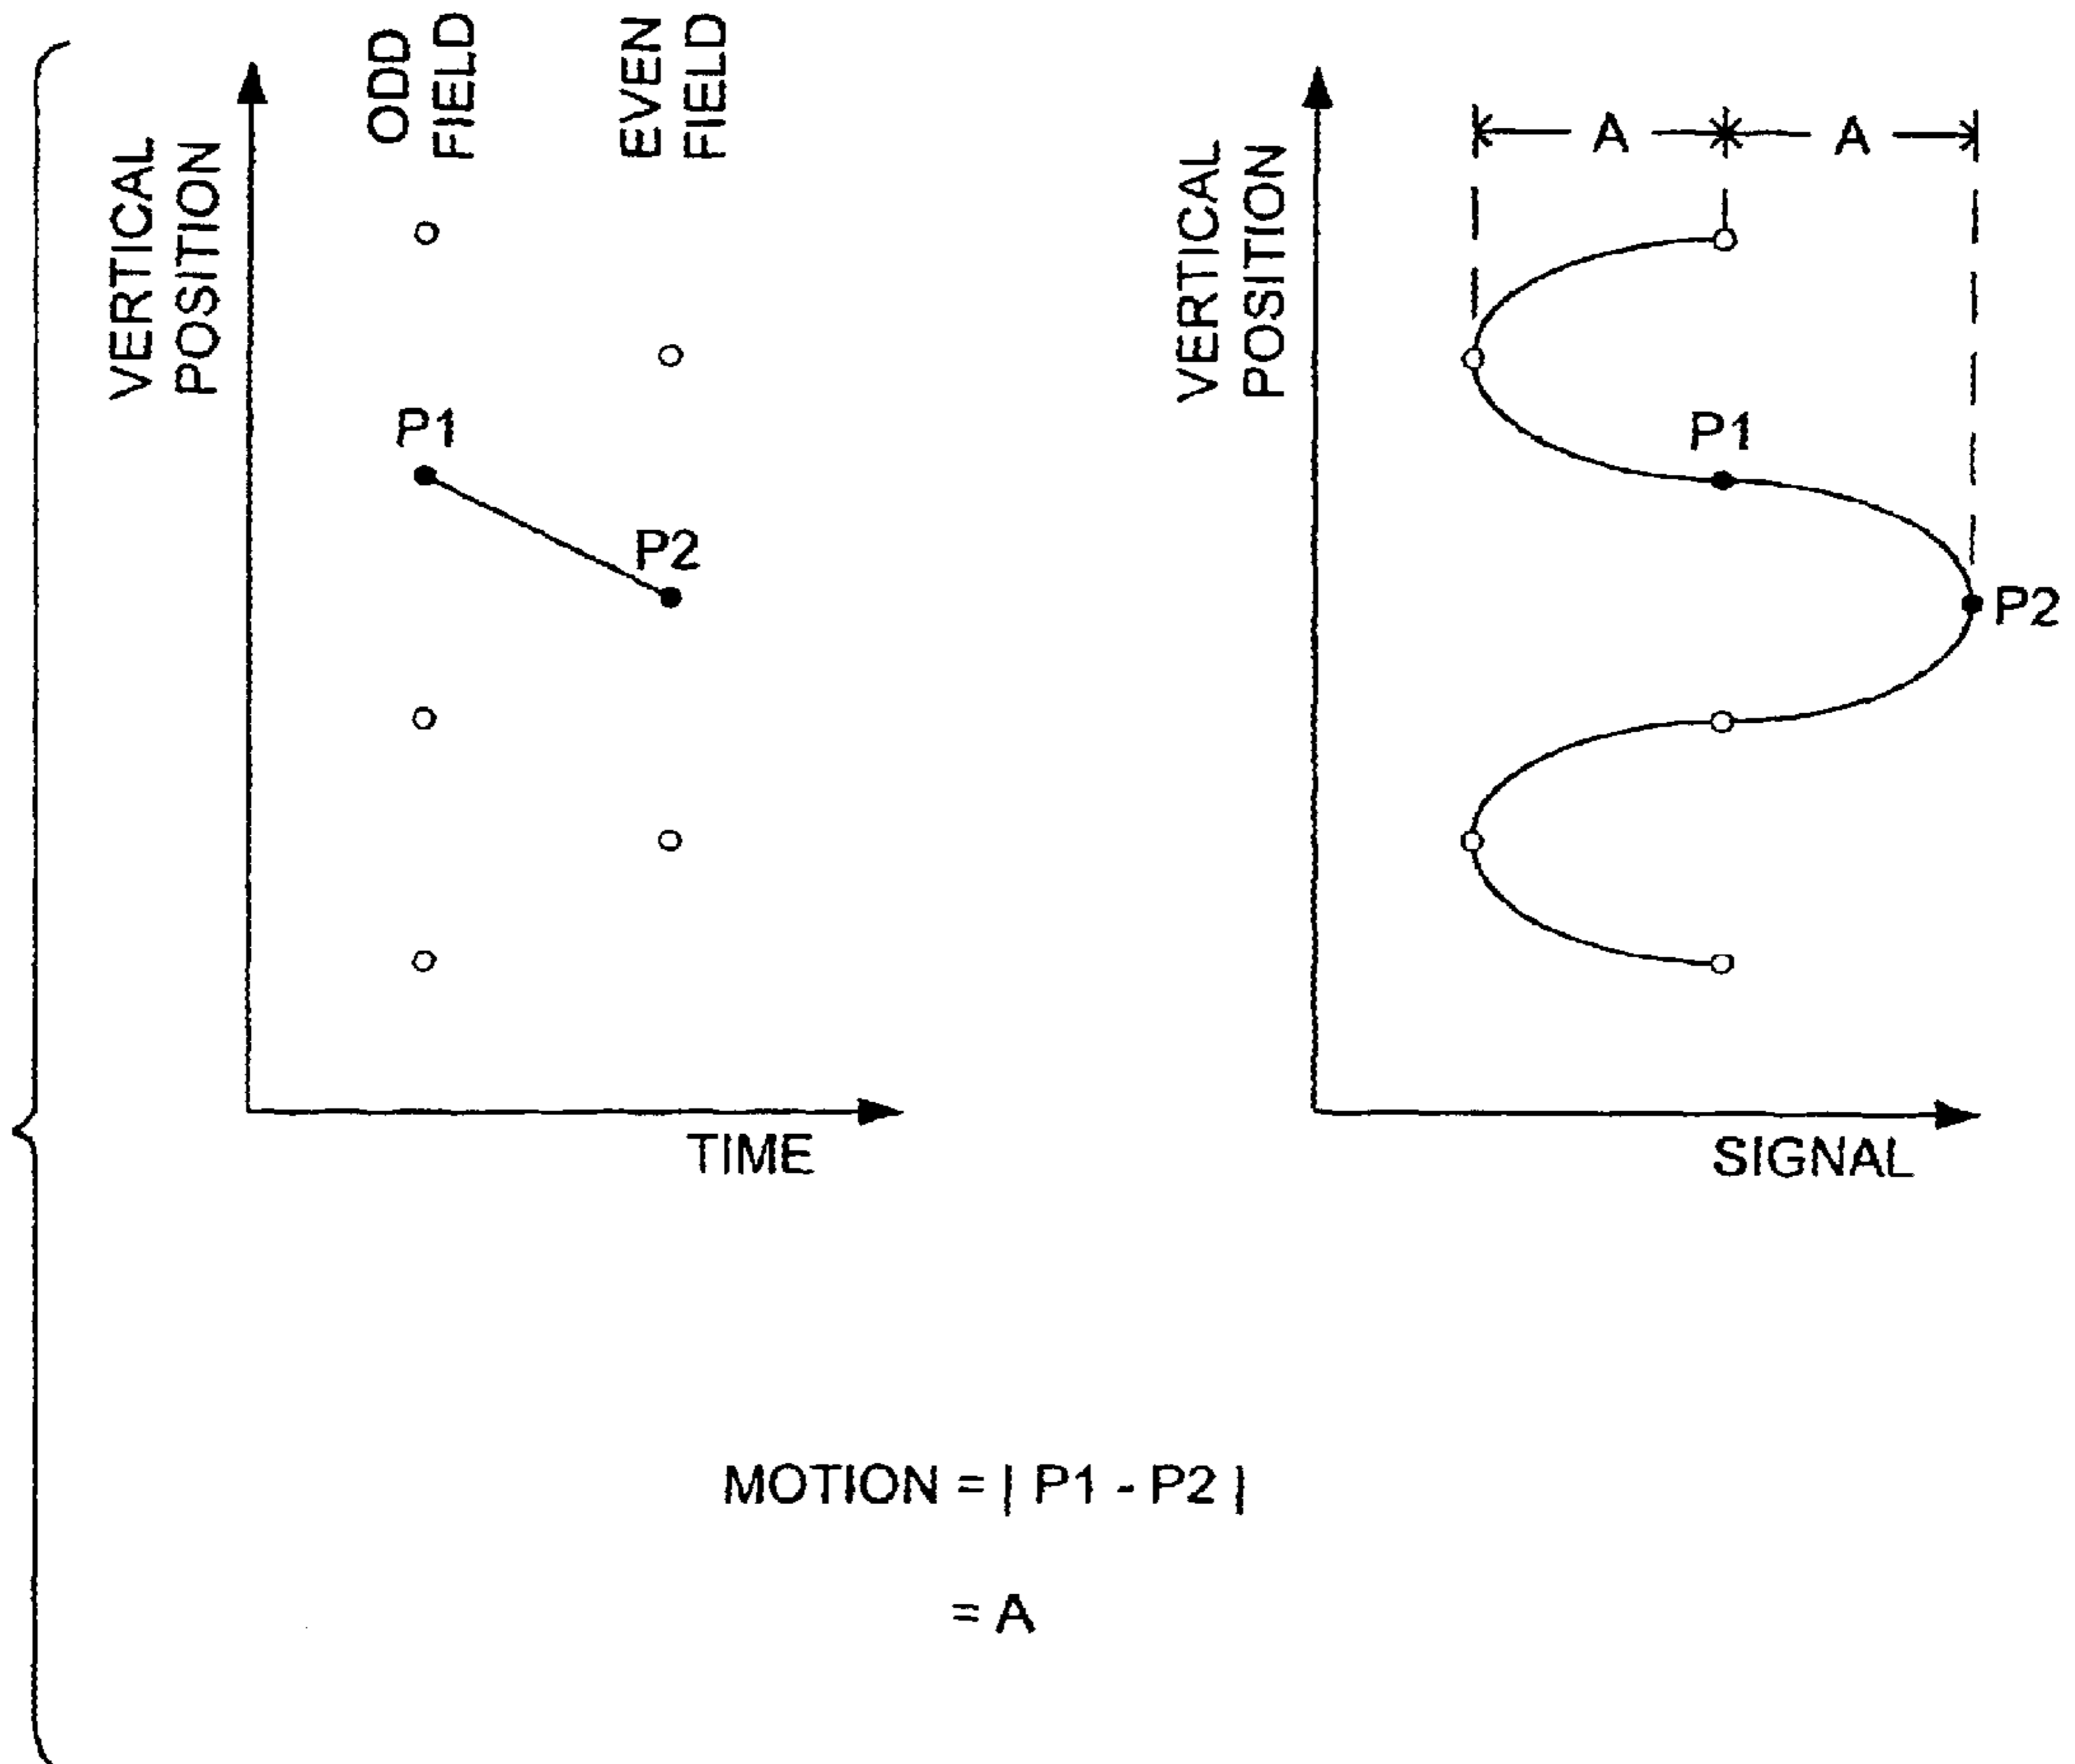 VERTICAL
POSITION
ODD
FIELD
EVEN
FIELD
P1
P2
TIME
VERTICAL
POSITION
A
A
P1
P2
SIGNAL
MOTION = | P1 - P2 |
= A